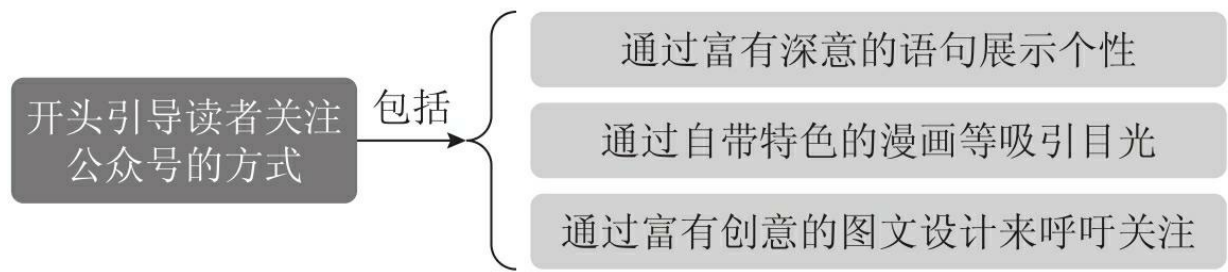 开头引导读者关注
公众号的方式
包括
通过富有深意的语句展示个性
通过自带特色的漫画等吸引目光
通过富有创意的图文设计来呼吁关注